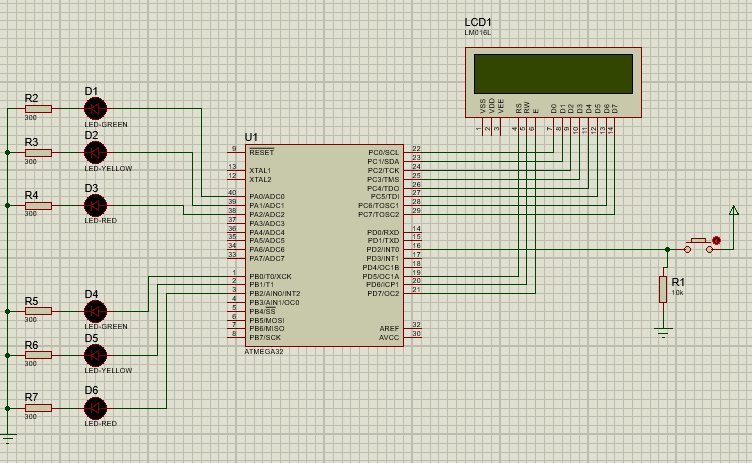 LCD1
LM016L
VSS VDD VEE RS RW E D0 D1 D2 D3 D4 D5 D6 D7
1 2 3 4 5 6 7 8 9 10 11 12 13 14
R2
300
D1
LED-GREEN
R3
300
D2
LED-YELLOW
R4
300
D3
LED-RED
R5
300
D4
LED-GREEN
R6
300
D5
LED-YELLOW
R7
300
D6
LED-RED
U1
9 RESET PC0/SCL 22
PC1/SDA 23
13 XTAL1 PC2/TCK 24
12 XTAL2 PC3/TMS 25
PC4/TDO 26
40 PA0/ADC0 PC5/TDI 27
39 PA1/ADC1 PC6/TOSC1 28
38 PA2/ADC2 PC7/TOSC2 29
37 PA3/ADC3
36 PA4/ADC4 PD0/RXD 14
35 PA5/ADC5 PD1/TXD 15
34 PA6/ADC6 PD2/INT0 16
33 PA7/ADC7 PD3/INT1 17
PD4/OC1B 18
1 PB0/T0/XCK PD5/OC1A 19
2 PB1/T1 PD6/ICP1 20
3 PB2/AIN0/INT2 PD7/OC2 21
4 PB3/AIN1/OC0
5 PB4/SS
6 PB5/MOSI
7 PB6/MISO AREF 32
8 PB7/SCK AVCC 30
ATMEGA32
R1
10k